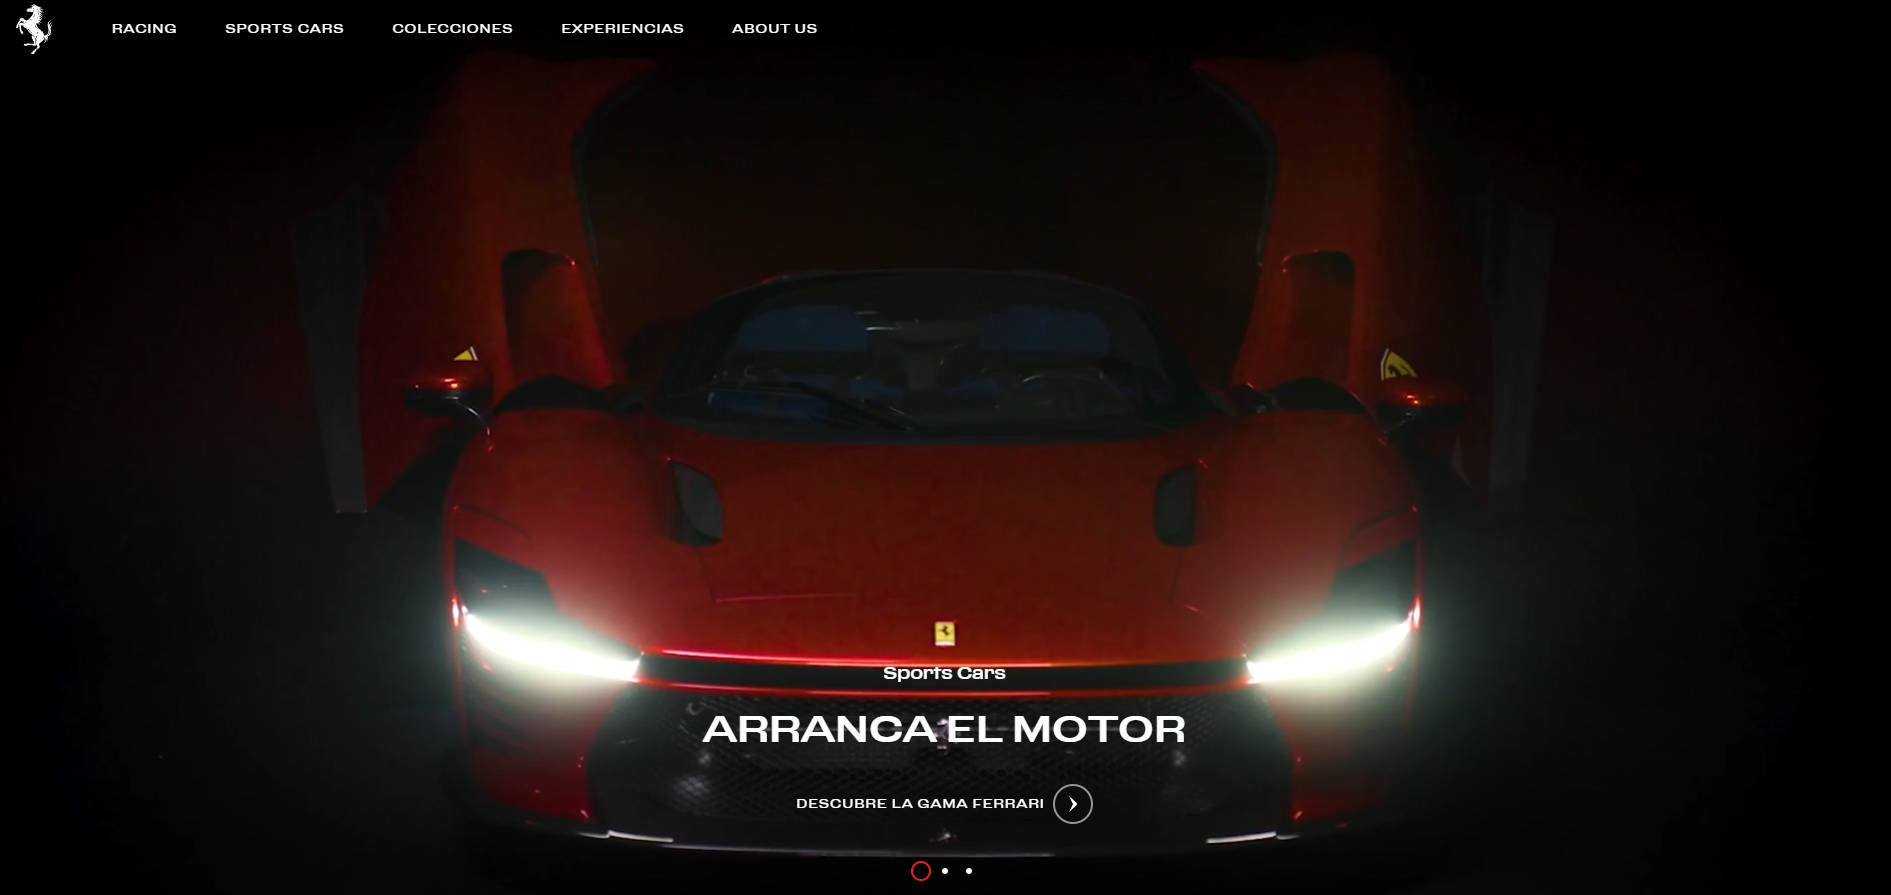 RACING
SPORTS CARS
COLECCIONES
EXPERIENCIAS
ABOUT US
Sports Cars
ARRANCA EL MOTOR
DESCUBRE LA GAMA FERRARI